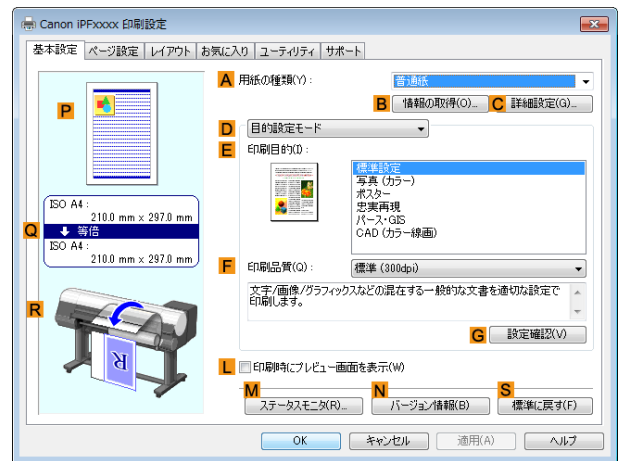 Canon iPFxxxx 印刷設定
基本設定 ページ設定 レイアウト お気に入り ユーティリティ サポート
A 用紙の種類(Y)： 普通紙
B 情報の取得(O)... C 詳細設定(G)...
P
D 目的設定モード
E 印刷目的(I)：
標準設定
写真 (カラー)
ポスター
忠実再現
パース・GIS
CAD (カラー線画)
ISO A4 :
210.0 mm x 297.0 mm
Q 等倍
ISO A4 :
210.0 mm x 297.0 mm
F 印刷品質(Q)： 標準 (300dpi)
文字/画像/グラフィックスなどの混在する一般的な文書を適切な設定で
印刷します。
R
R
G 設定確認(V)
L 印刷時にプレビュー画面を表示(W)
M N S
ステータスモニタ(R)... バージョン情報(B) 標準に戻す(F)
OK キャンセル 適用(A) ヘルプ